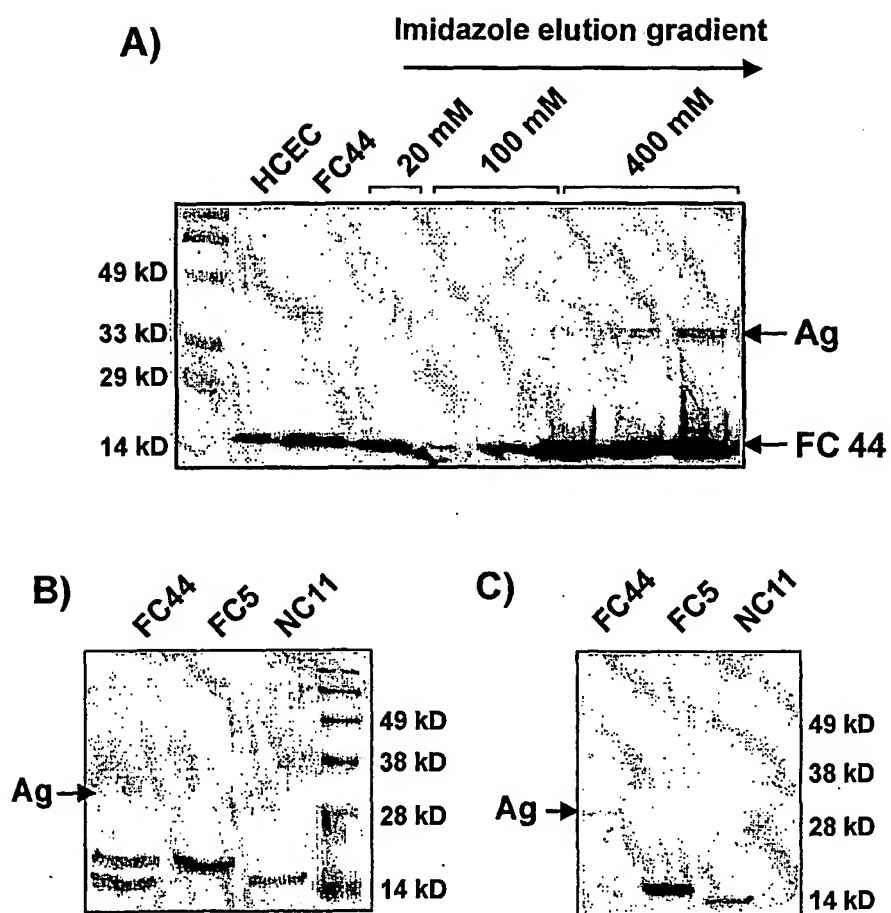 A)
Imidazole elution gradient
HCEC
FC44
20 mM
100 mM
400 mM
49 kD
33 kD
29 kD
14 kD
Ag
FC 44
B)
FC44
FC5
NC11
49 kD
38 kD
28 kD
14 kD
Ag
C)
FC44
FC5
NC11
49 kD
38 kD
28 kD
14 kD
Ag